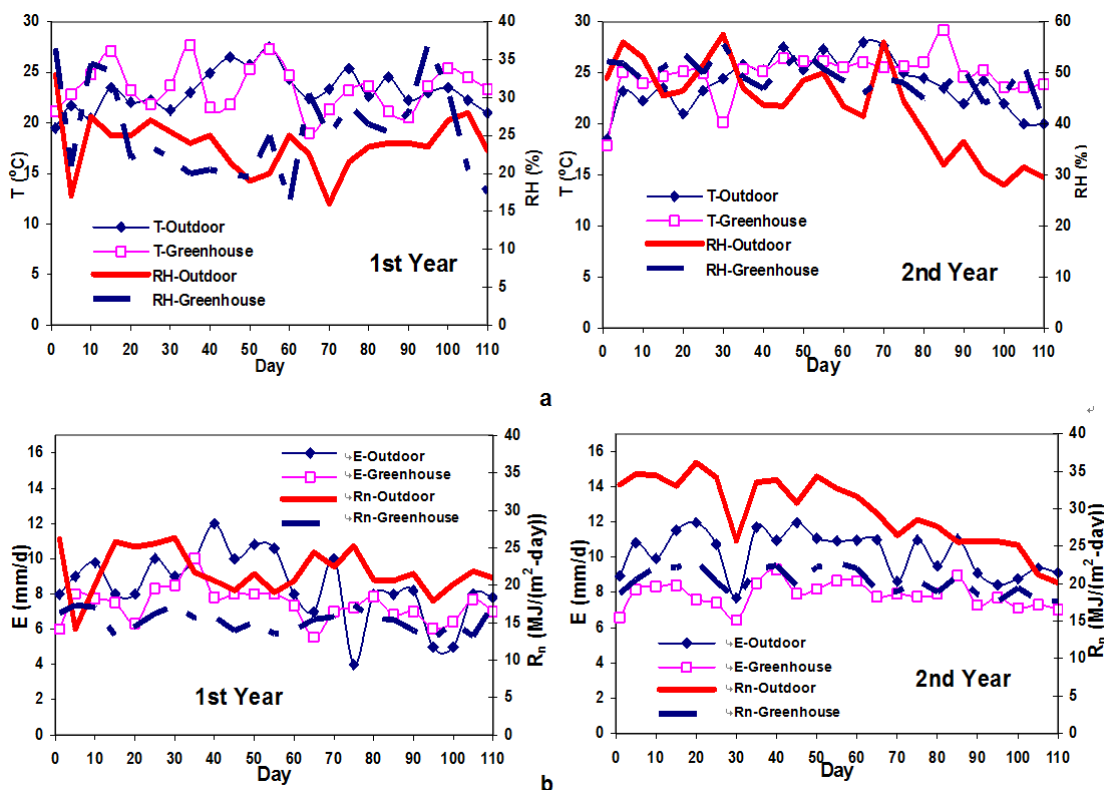 30
25
20
15
10
5
0
T (ºC)
40
35
30
25
20
15
10
5
0
RH (%)
T-Outdoor
T-Greenhouse
RH-Outdoor
RH-Greenhouse
1st Year
0 10 20 30 40 50 60 70 80 90 100 110
Day
30
25
20
15
10
5
0
T (ºC)
60
50
40
30
20
10
0
RH (%)
T-Outdoor
T-Greenhouse
RH-Outdoor
RH-Greenhouse
2nd Year
0 10 20 30 40 50 60 70 80 90 100 110
Day
a
16
14
12
10
8
6
4
2
0
E (mm/d)
40
35
30
25
20
15
10
5
0
Rn (MJ/(m²-day))
E-Outdoor
E-Greenhouse
Rn-Outdoor
Rn-Greenhouse
1st Year
0 10 20 30 40 50 60 70 80 90 100 110
Day
16
14
12
10
8
6
4
2
0
E (mm/d)
40
35
30
25
20
15
10
5
0
Rn (MJ/(m²-day))
E-Outdoor
E-Greenhouse
Rn-Outdoor
Rn-Greenhouse
2nd Year
0 10 20 30 40 50 60 70 80 90 100 110
Day
b